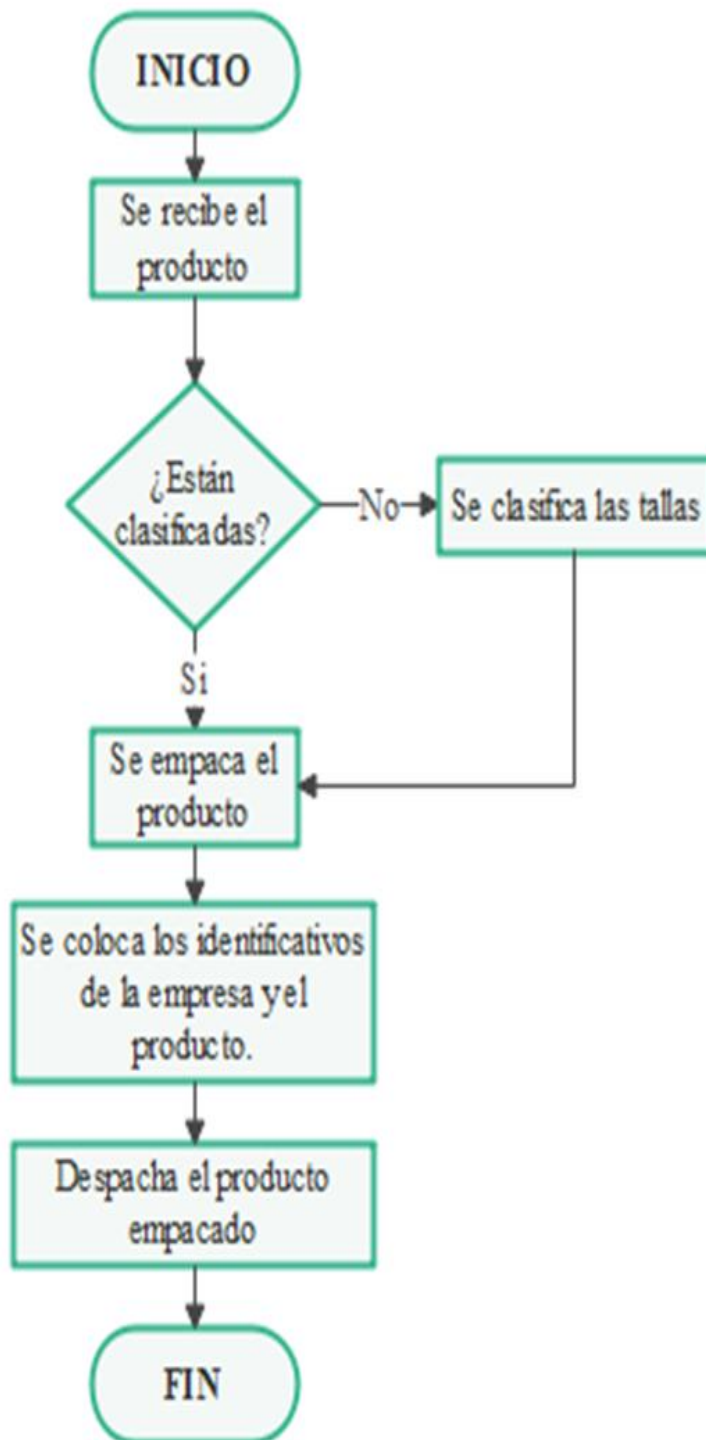 INICIO
Se recibe el
producto
¿Están
clasificadas?
No
Se clasifica las tallas
Si
Se empaca el
producto
Se coloca los identificativos
de la empresa y el
producto.
Despacha el producto
empacado
FIN